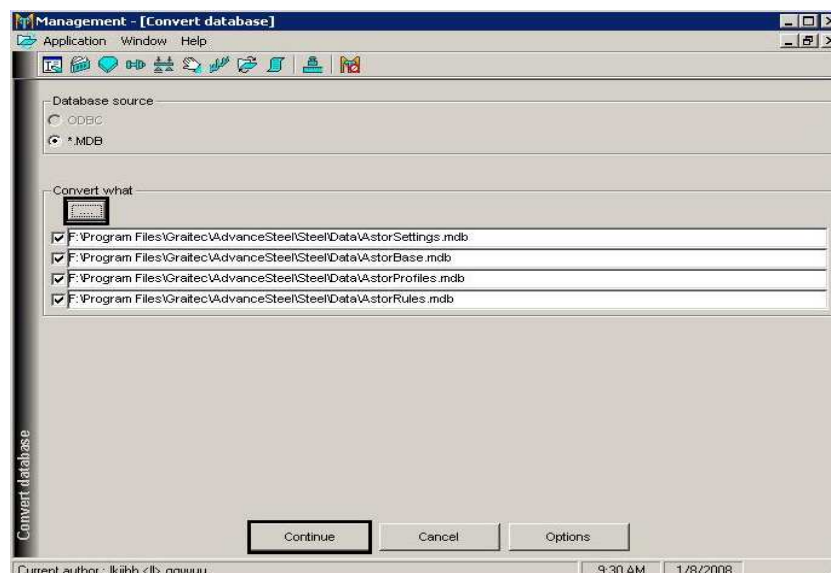 Management - [Convert database]
Application Window Help
Database source
ODBC
*.MDB
Convert what
....
F:\Program Files\Graitec\AdvanceSteel\Steel\Data\AstorSettings.mdb
F:\Program Files\Graitec\AdvanceSteel\Steel\Data\AstorBase.mdb
F:\Program Files\Graitec\AdvanceSteel\Steel\Data\AstorProfiles.mdb
F:\Program Files\Graitec\AdvanceSteel\Steel\Data\AstorRules.mdb
Convert database
Continue Cancel Options
Current author : 9:30 AM 1/8/2008